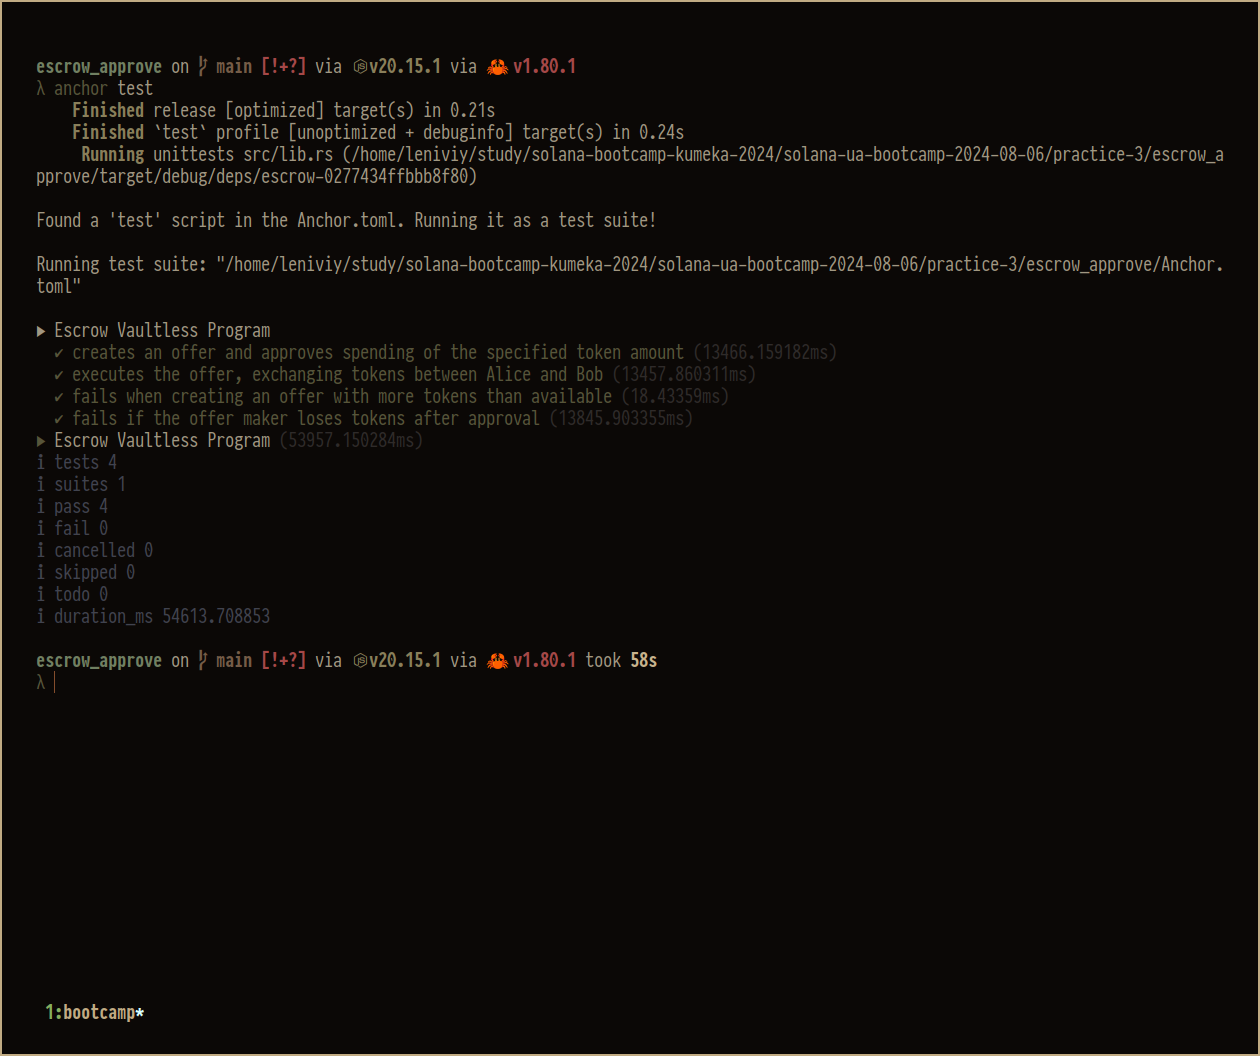 escrow_approve on main [!+?] via v20.15.1 via 🦀 v1.80.1
λ anchor test
Finished release [optimized] target(s) in 0.21s
Finished `test` profile [unoptimized + debuginfo] target(s) in 0.24s
Running unittests src/lib.rs (/home/leniviy/study/solana-bootcamp-kumeka-2024/solana-ua-bootcamp-2024-08-06/practice-3/escrow_a
pprove/target/debug/deps/escrow-0277434ffbbb8f80)
Found a 'test' script in the Anchor.toml. Running it as a test suite!
Running test suite: "/home/leniviy/study/solana-bootcamp-kumeka-2024/solana-ua-bootcamp-2024-08-06/practice-3/escrow_approve/Anchor.
toml"
▶ Escrow Vaultless Program
✔ creates an offer and approves spending of the specified token amount (13466.159182ms)
✔ executes the offer, exchanging tokens between Alice and Bob (13457.860311ms)
✔ fails when creating an offer with more tokens than available (18.43359ms)
✔ fails if the offer maker loses tokens after approval (13845.903355ms)
▶ Escrow Vaultless Program (53957.150284ms)
ℹ tests 4
ℹ suites 1
ℹ pass 4
ℹ fail 0
ℹ cancelled 0
ℹ skipped 0
ℹ todo 0
ℹ duration_ms 54613.708853
escrow_approve on main [!+?] via v20.15.1 via 🦀 v1.80.1 took 58s
λ
1:bootcamp*